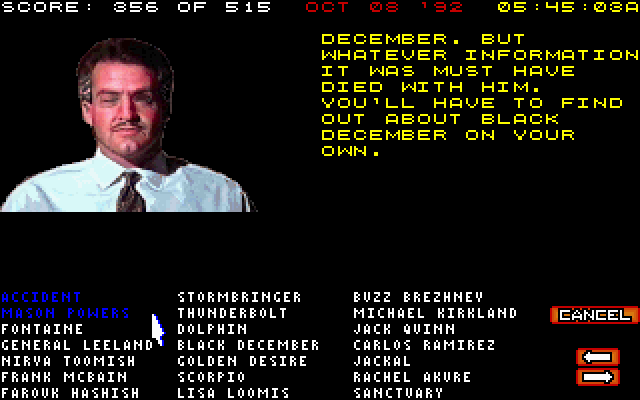 SCORE: 356 OF 515 OCT 08 '92 05:45:03A
DECEMBER. BUT
WHATEVER INFORMATION
IT WAS MUST HAVE
DIED WITH HIM.
YOU'LL HAVE TO FIND
OUT ABOUT BLACK
DECEMBER ON YOUR
OWN.
ACCIDENT STORMBRINGER BUZZ BREZHNEY
MASON POWERS THUNDERBOLT MICHAEL KIRKLAND
FONTAINE DOLPHIN JACK QUINN
GENERAL LEELAND BLACK DECEMBER CARLOS RAMIREZ
NIRVA TOOMISH GOLDEN DESIRE JACKAL
FRANK MCBAIN SCORPIO RACHEL AKURE
FAROUK HASHISH LISA LOOMIS SANCTUARY
CANCEL